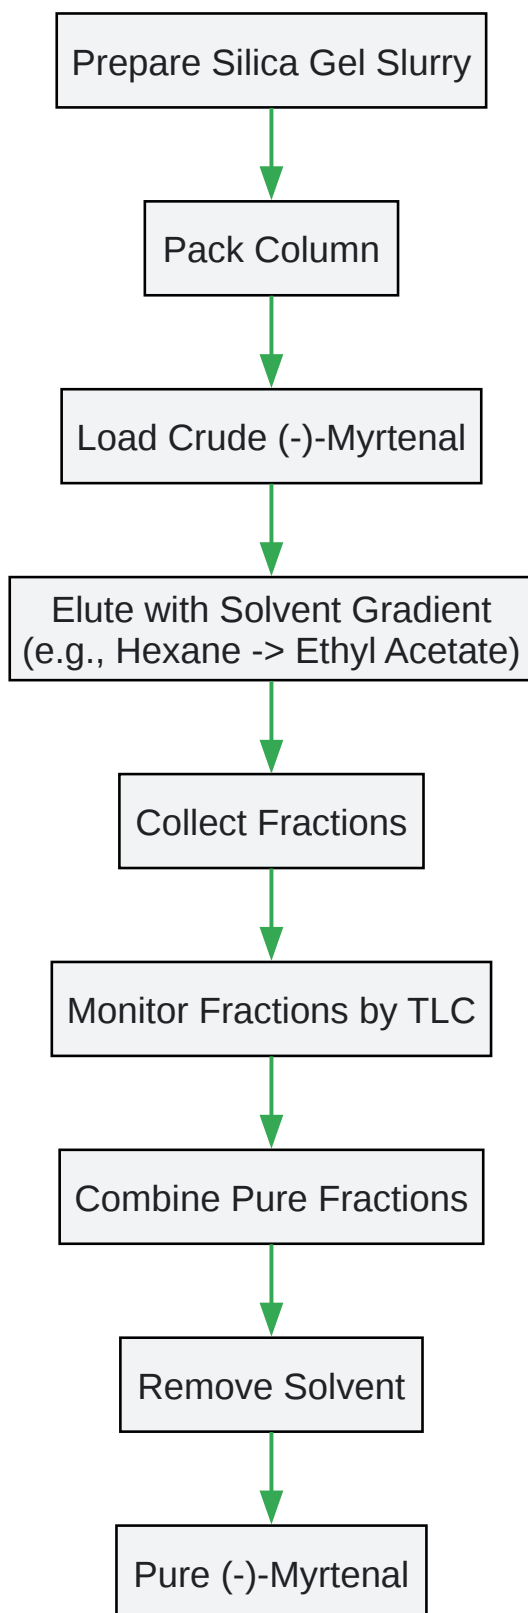 Prepare Silica Gel Slurry
Pack Column
Load Crude (-)-Myrtenal
Elute with Solvent Gradient
(e.g., Hexane -> Ethyl Acetate)
Collect Fractions
Monitor Fractions by TLC
Combine Pure Fractions
Remove Solvent
Pure (-)-Myrtenal